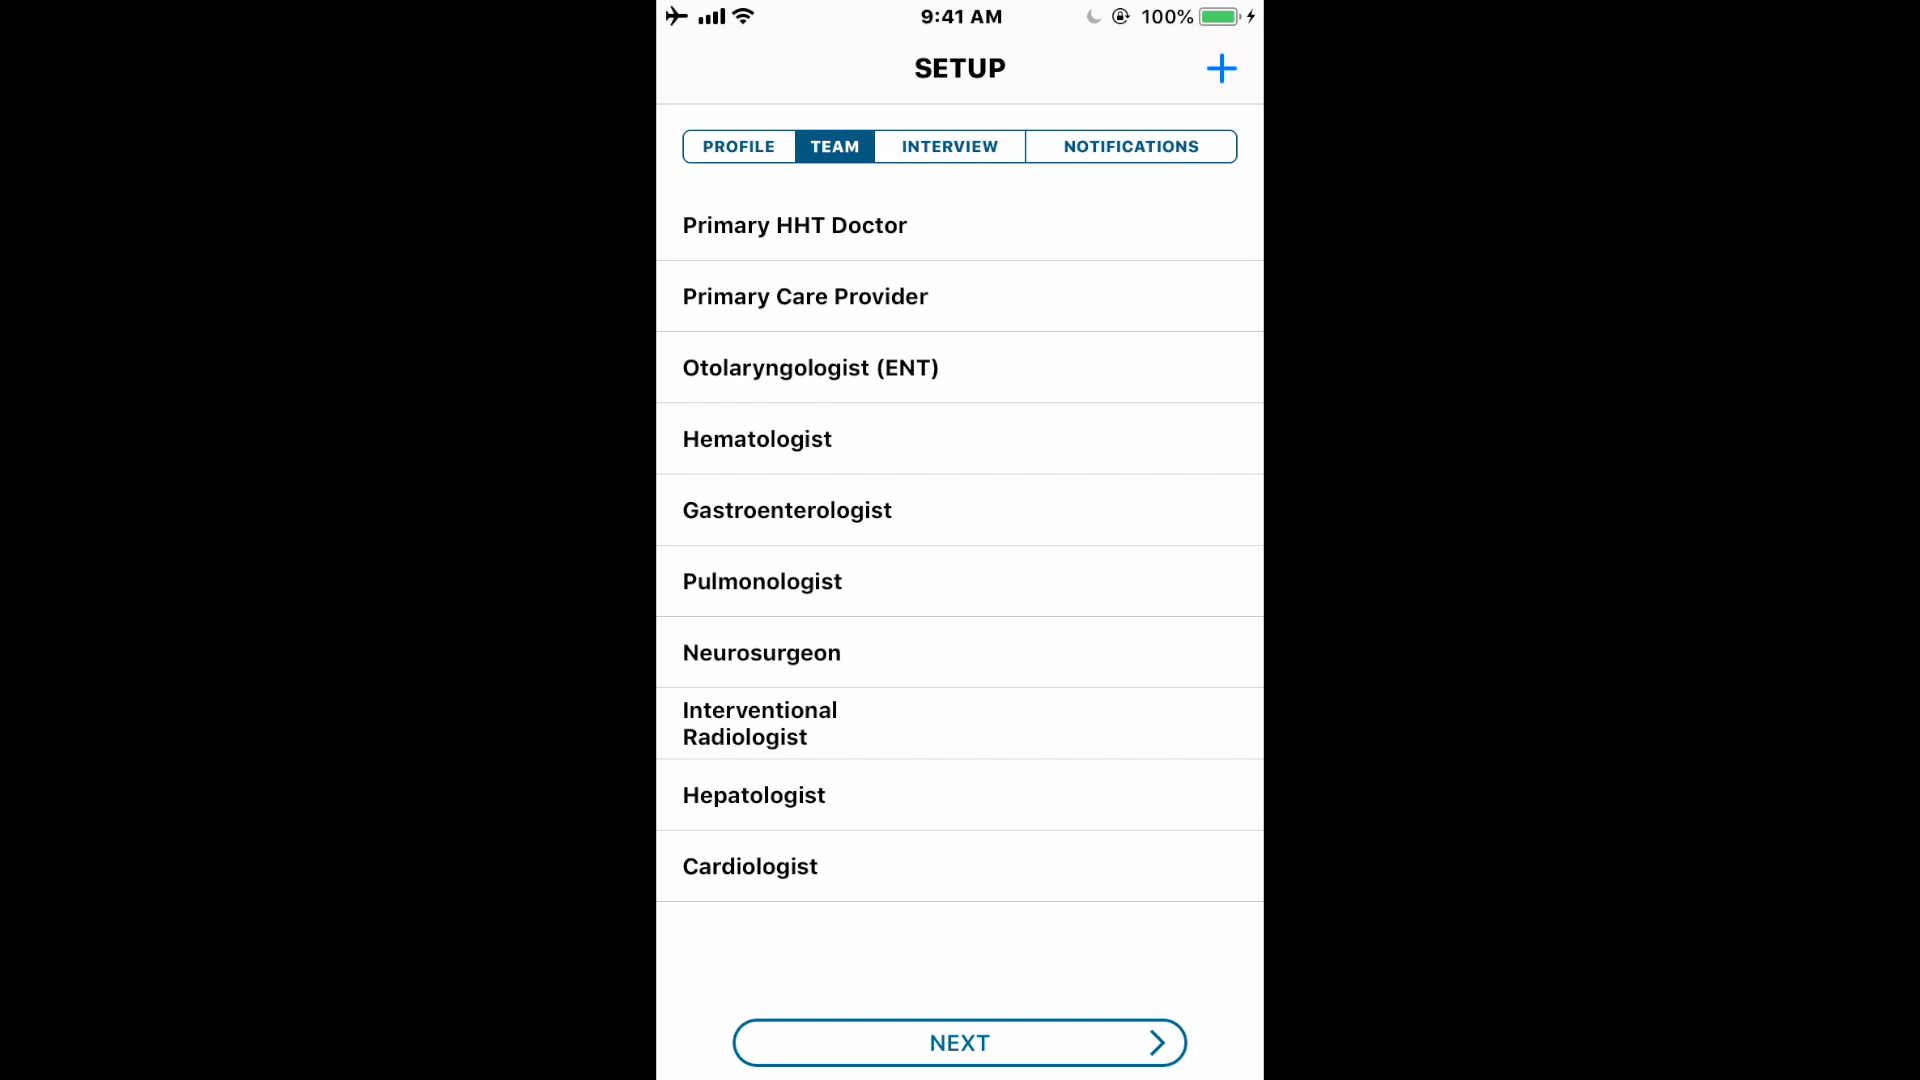 9:41 AM
100%
SETUP
PROFILE TEAM INTERVIEW NOTIFICATIONS
Primary HHT Doctor
Primary Care Provider
Otolaryngologist (ENT)
Hematologist
Gastroenterologist
Pulmonologist
Neurosurgeon
Interventional
Radiologist
Hepatologist
Cardiologist
NEXT